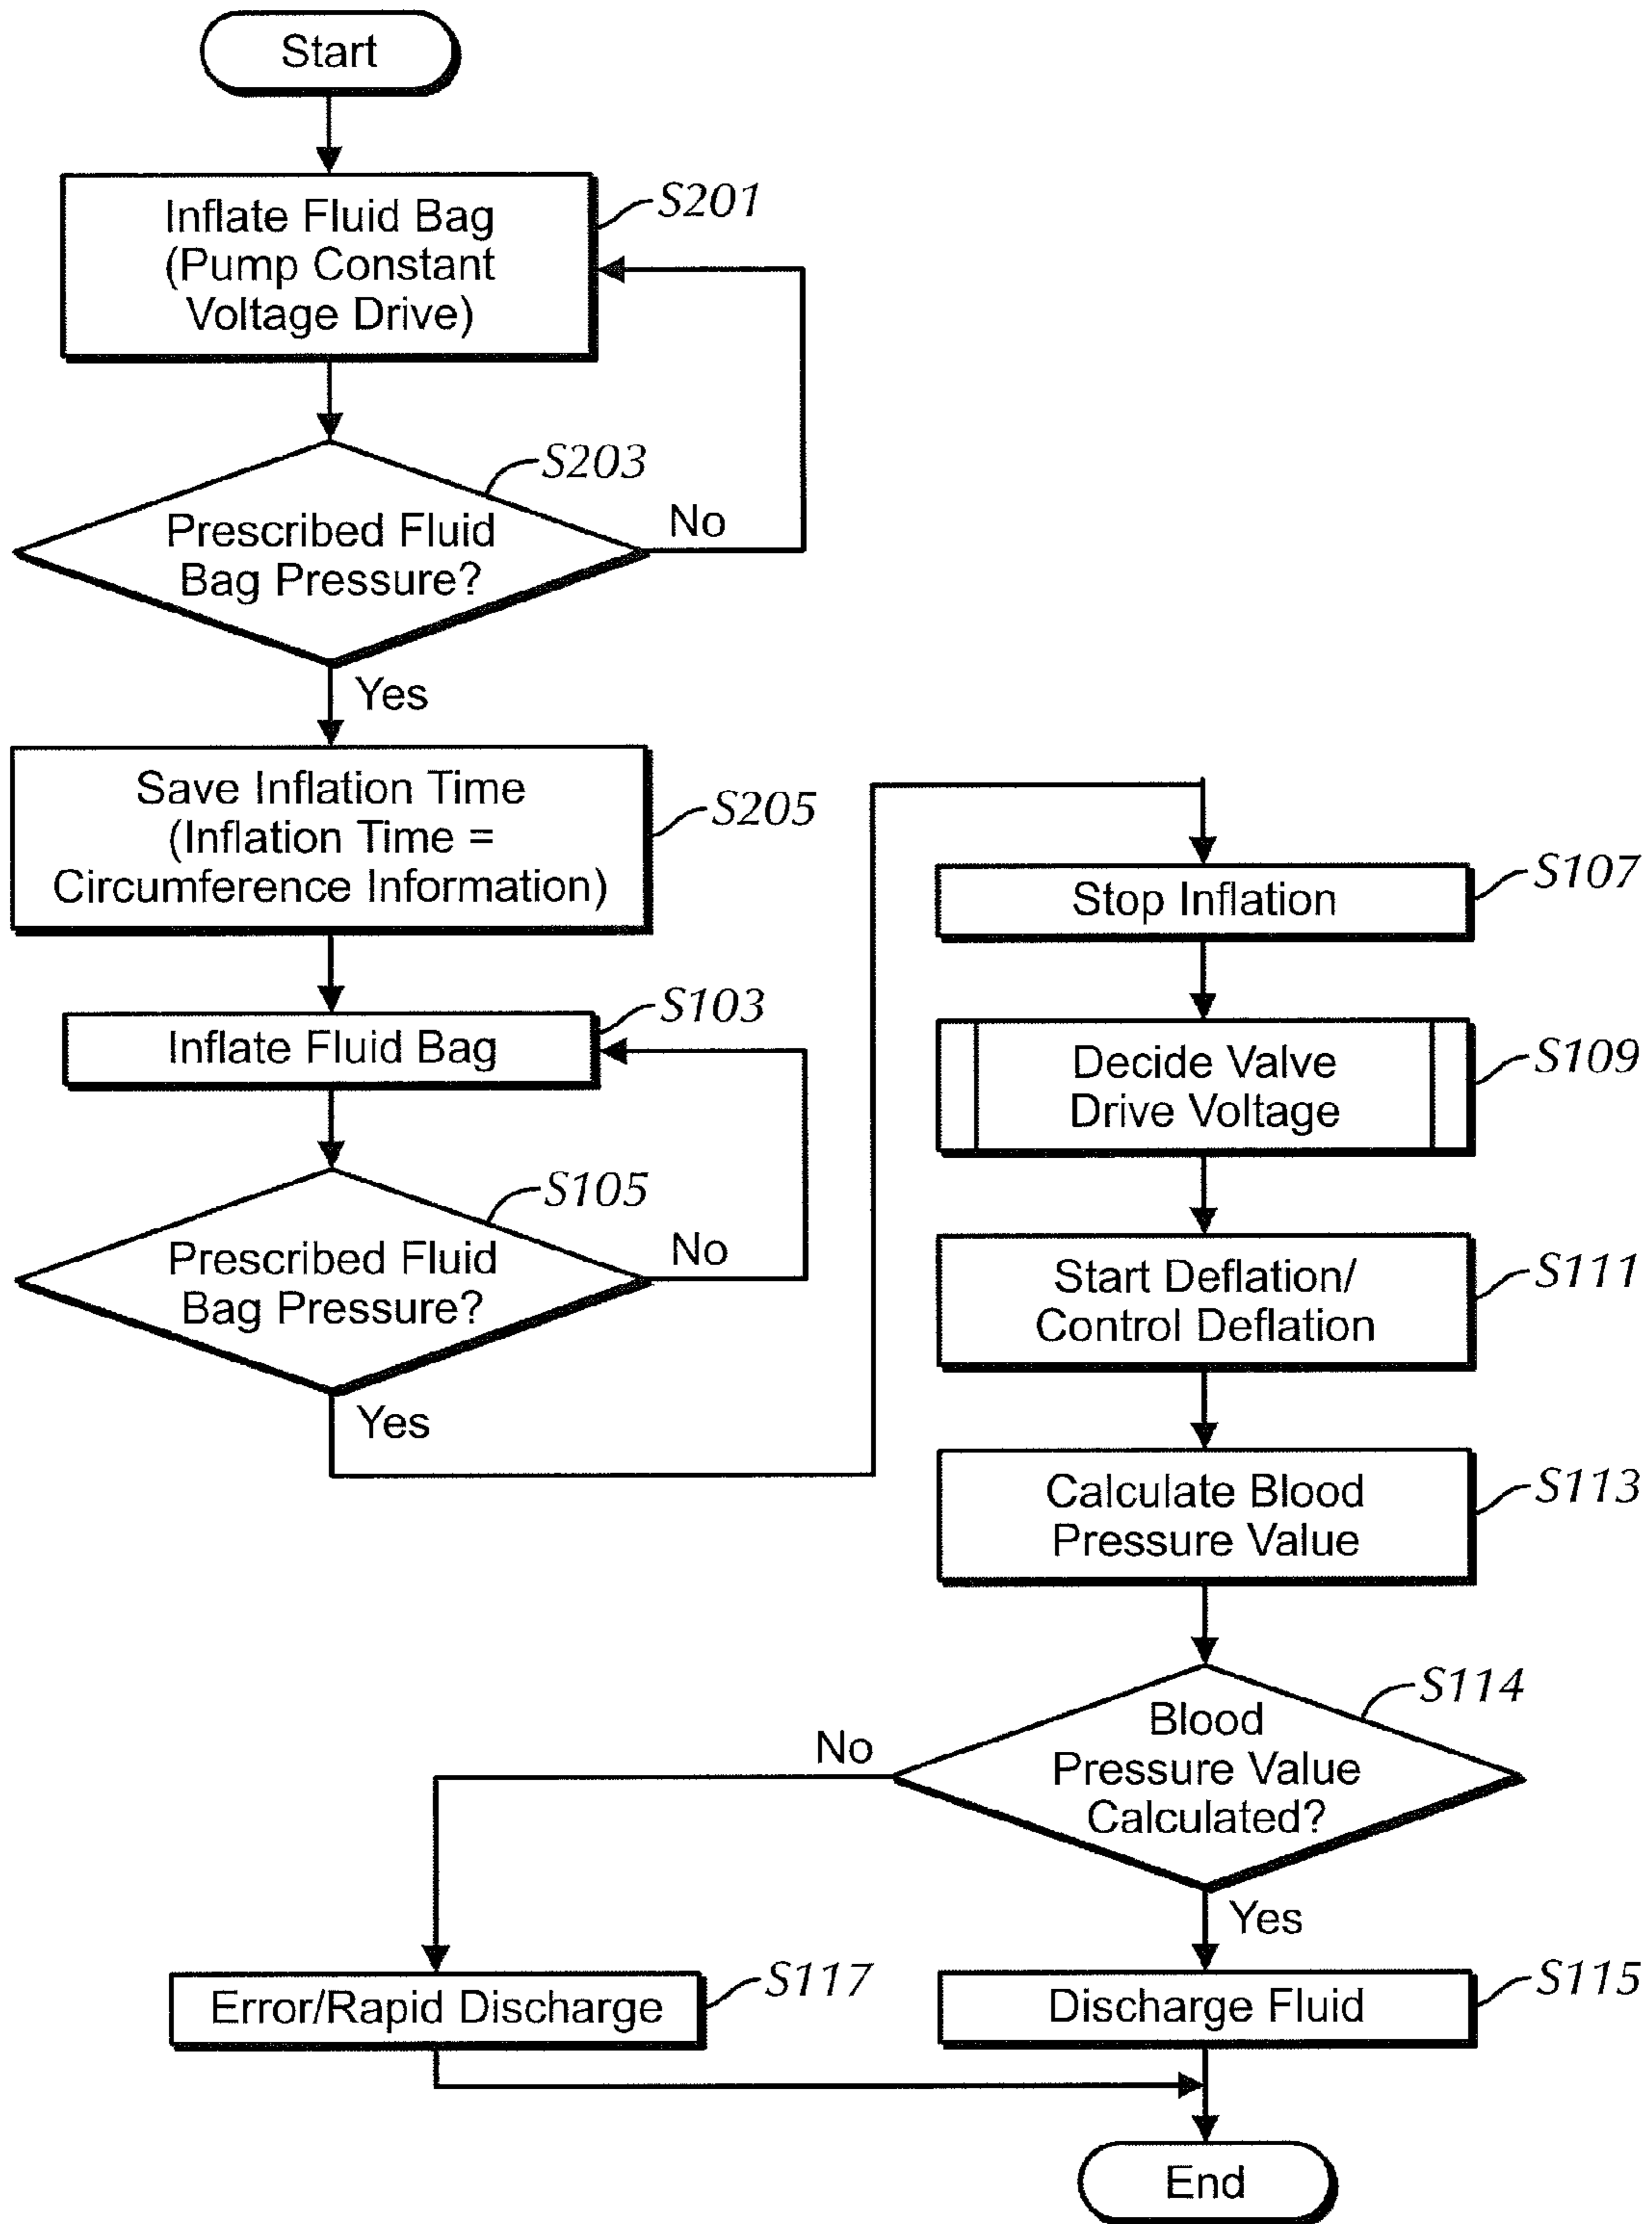 Start
Inflate Fluid Bag
(Pump Constant
Voltage Drive)
S201
S203
Prescribed Fluid
Bag Pressure?
No
Yes
Save Inflation Time
(Inflation Time =
Circumference Information)
S205
Inflate Fluid Bag
S103
S105
Prescribed Fluid
Bag Pressure?
No
Yes
Stop Inflation
S107
Decide Valve
Drive Voltage
S109
Start Deflation/
Control Deflation
S111
Calculate Blood
Pressure Value
S113
S114
Blood
Pressure Value
Calculated?
No
Yes
Error/Rapid Discharge
S117
Discharge Fluid
S115
End